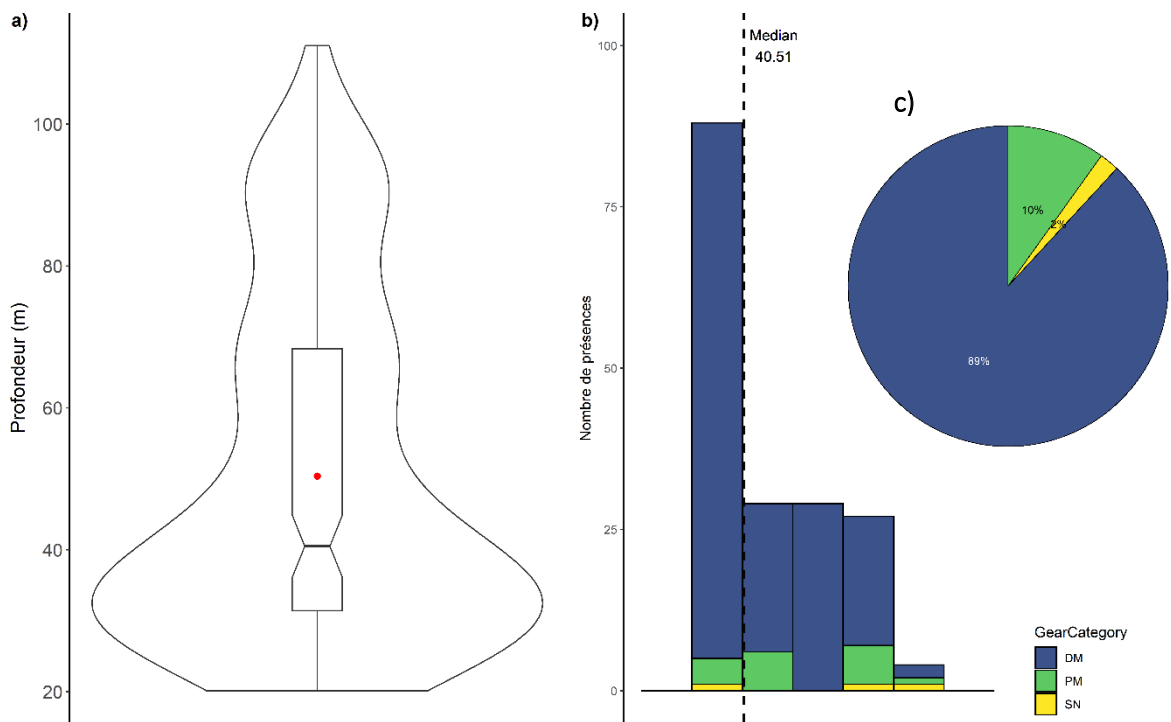 a)
Profondeur (m)
100
80
60
40
20
b)
Nombre de présences
100
75
50
25
0
Median
40.51
c)
10%
2%
89%
GearCategory
DM
PM
SN